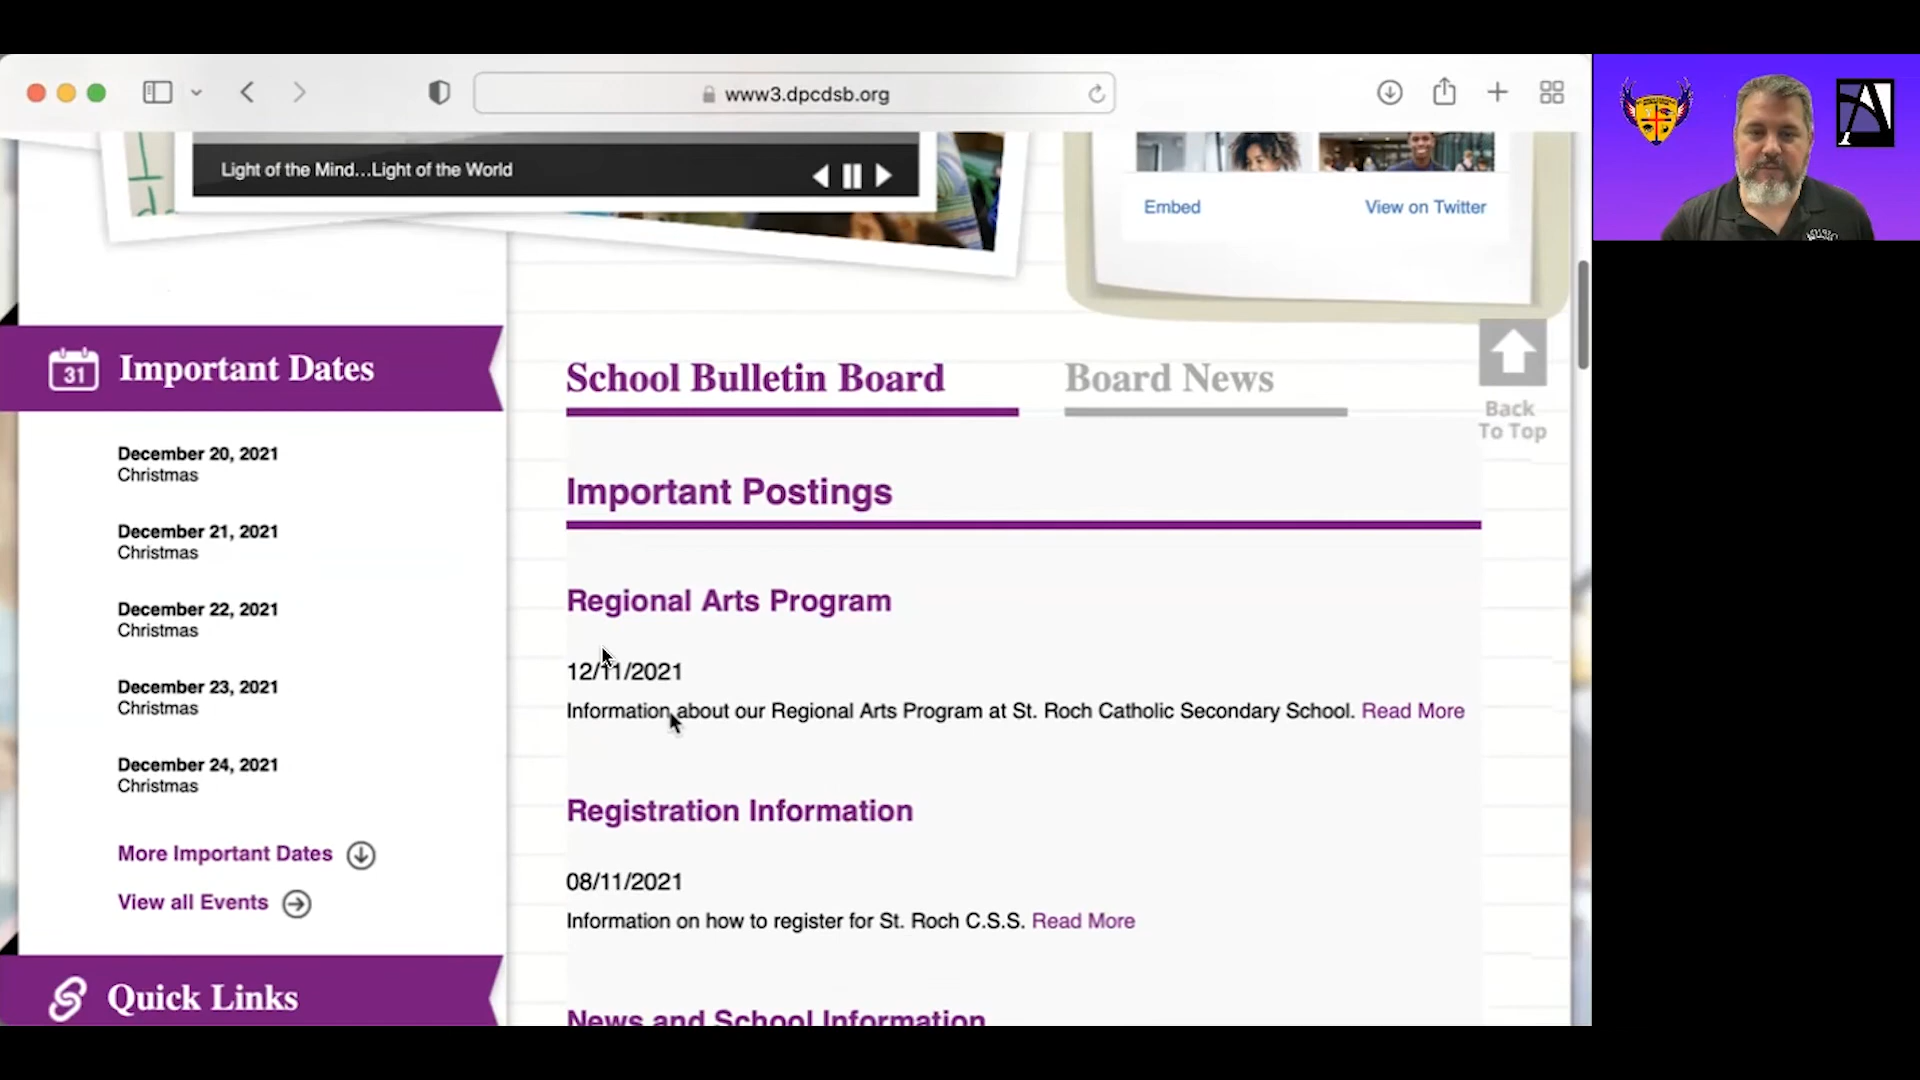 www3.dpcdsb.org
Light of the Mind...Light of the World
Embed
View on Twitter
31
Important Dates
December 20, 2021
Christmas
December 21, 2021
Christmas
December 22, 2021
Christmas
December 23, 2021
Christmas
December 24, 2021
Christmas
More Important Dates
View all Events
Quick Links
School Bulletin Board
Board News
Back
To Top
Important Postings
Regional Arts Program
12/11/2021
Information about our Regional Arts Program at St. Roch Catholic Secondary School. Read More
Registration Information
08/11/2021
Information on how to register for St. Roch C.S.S. Read More
News and School Information
MUSIC